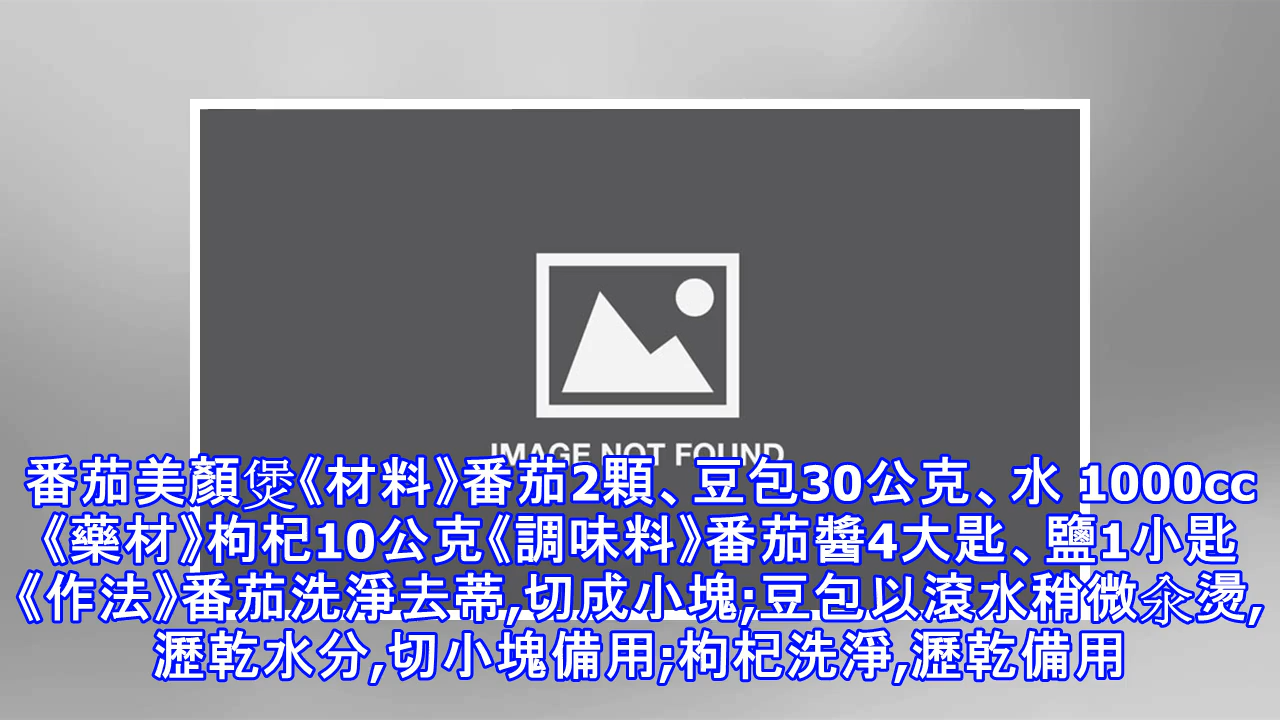 IMAGE NOT FOUND
番茄美顏煲《材料》番茄2顆、豆包30公克、水 1000cc
《藥材》枸杞10公克《調味料》番茄醬4大匙、鹽1小匙
《作法》番茄洗淨去蒂,切成小塊;豆包以滾水稍微汆燙,
瀝乾水分,切小塊備用;枸杞洗淨,瀝乾備用